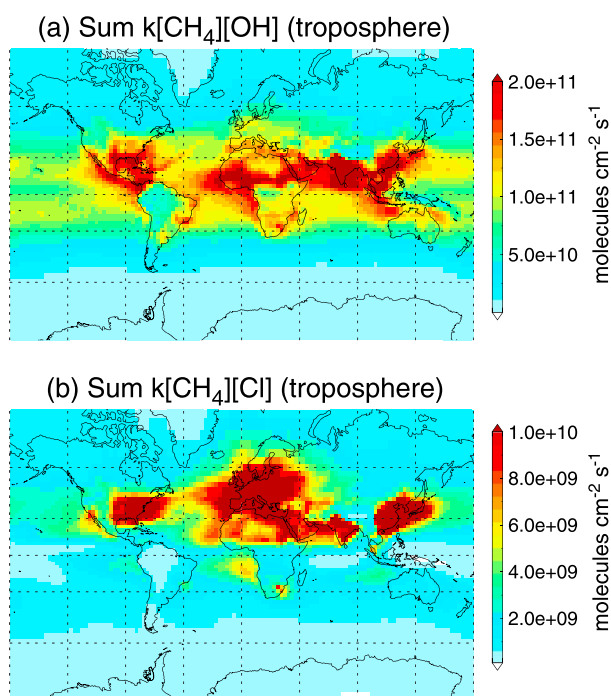 (a) Sum k[CH4][OH] (troposphere)
2.0e+11
1.5e+11
1.0e+11
5.0e+10
molecules cm-2 s-1
(b) Sum k[CH4][Cl] (troposphere)
1.0e+10
8.0e+09
6.0e+09
4.0e+09
2.0e+09
molecules cm-2 s-1